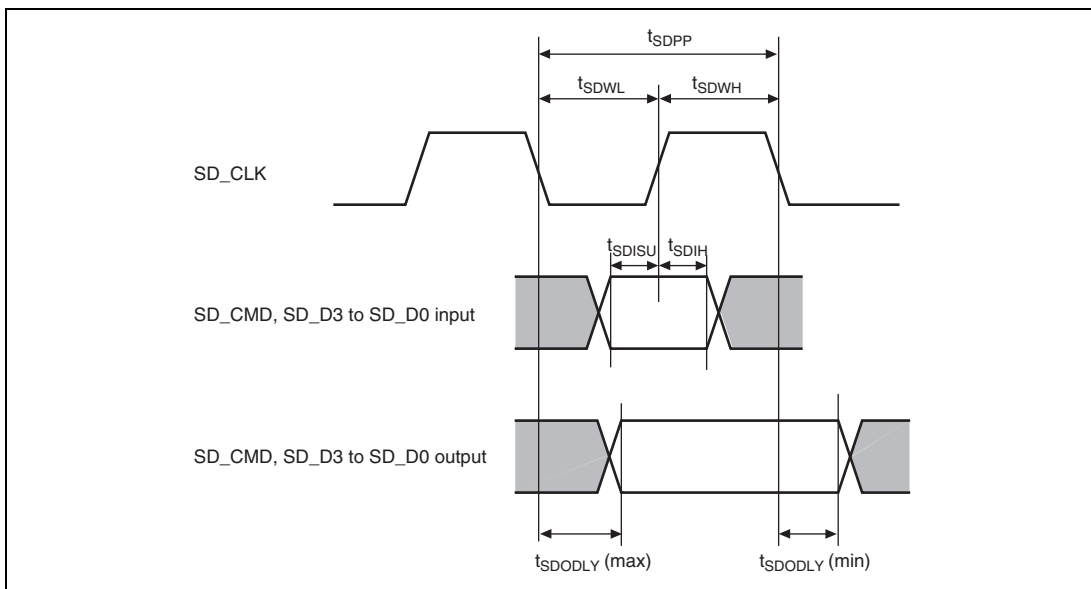 tSDPP
tSDWL tSDWH
SD_CLK
tSDISU tSDIH
SD_CMD, SD_D3 to SD_D0 input
SD_CMD, SD_D3 to SD_D0 output
tSDODLY (max) tSDODLY (min)